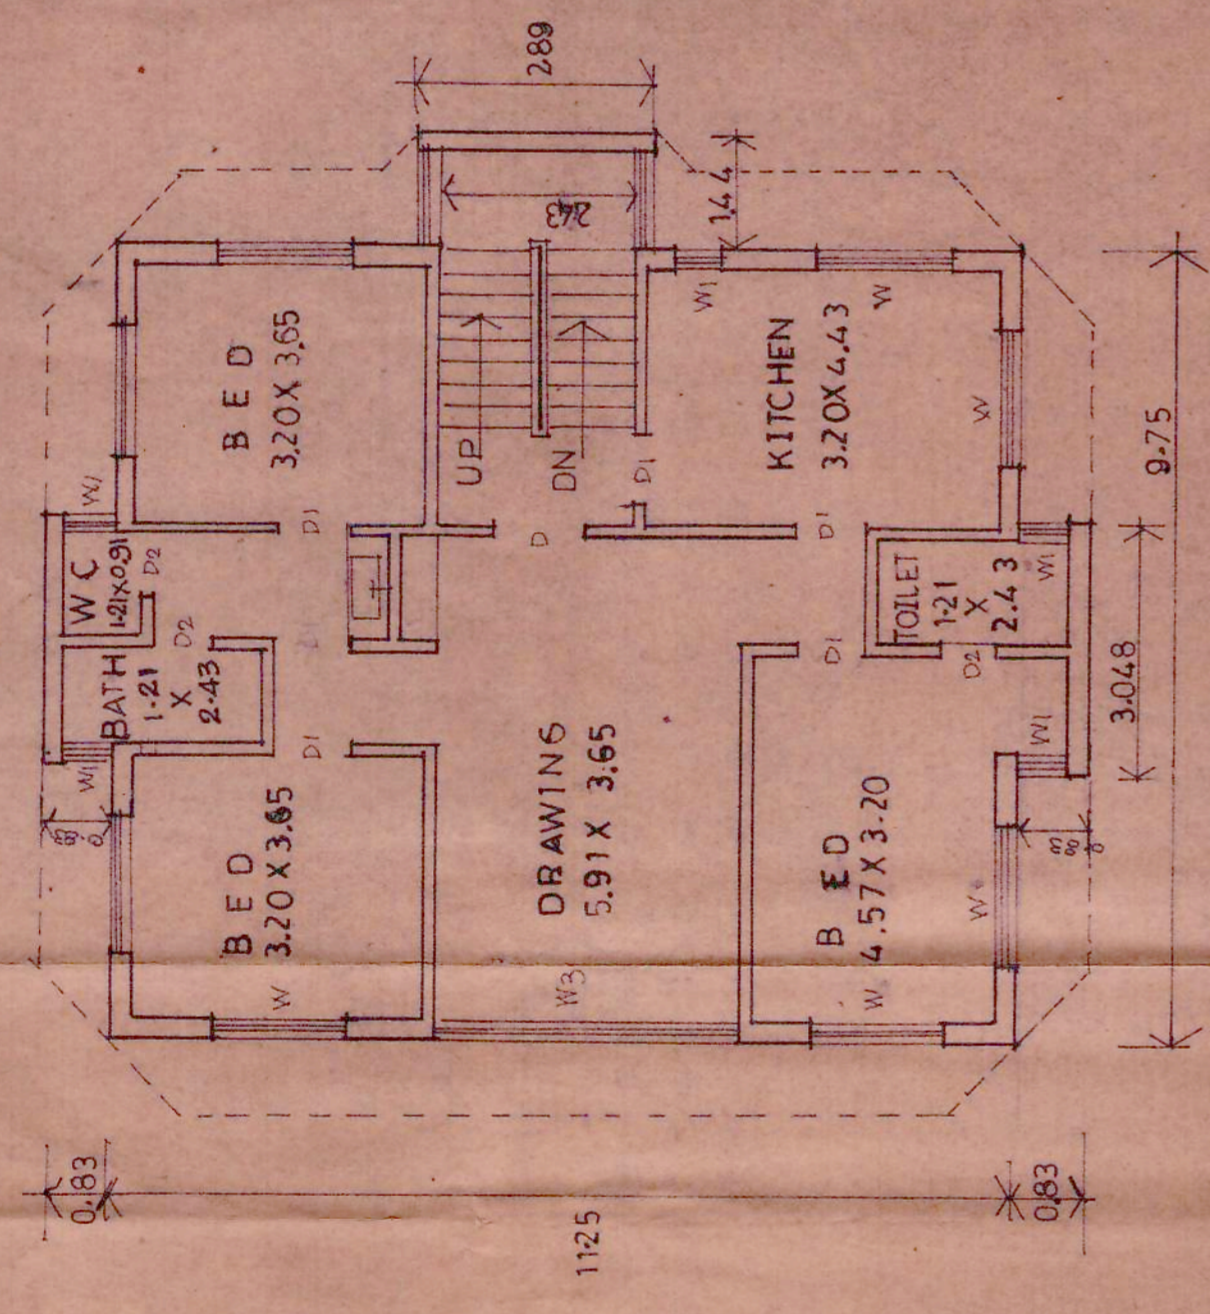 289
2.43
1.44
W1
W
KITCHEN
3.20X4.43
W
D1
UP
DN
D
D1
BED
3.20X3.65
D1
W1
WC
1.21X0.91
D2
BATH
1.21
X
2.43
D2
W1
D1
BED
3.20X3.65
W
DRAWING
5.91X3.65
W3
BED
4.57X3.20
W
W
D1
TOILET
1.21
X
2.43
D2
W1
W1
3.048
9.75
0.83
11.25
0.83